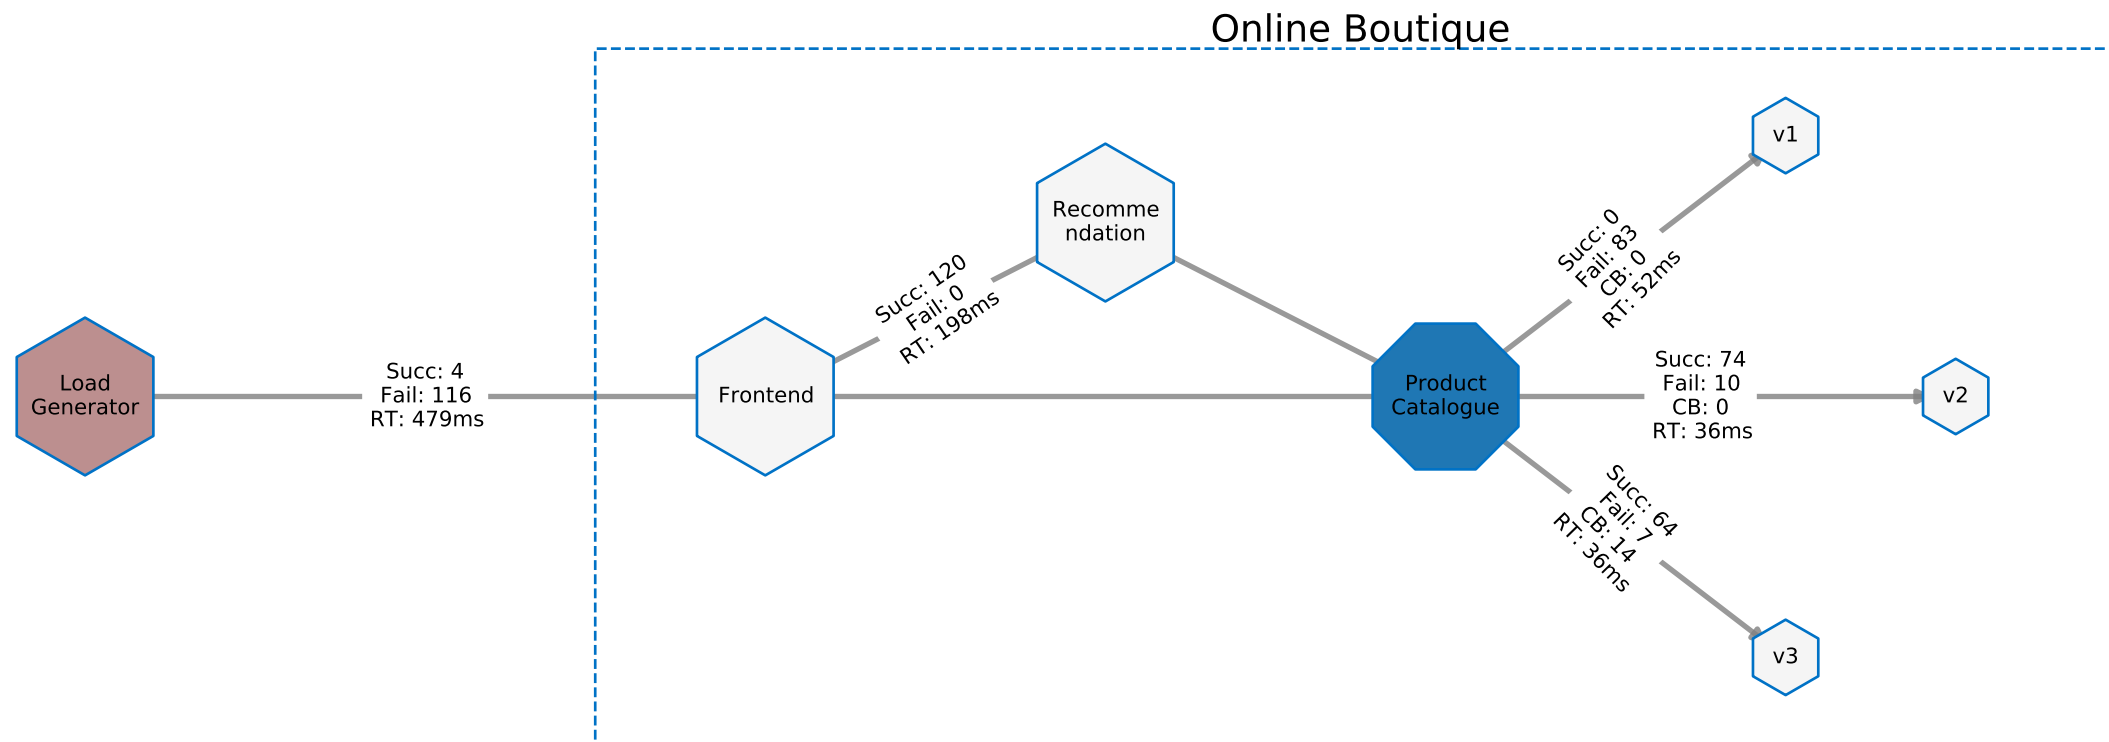 Online Boutique
Load
Generator
Succ: 4
Fail: 116
RT: 479ms
Frontend
Succ: 120
Fail: 0
RT: 198ms
Recomme
ndation
Product
Catalogue
Succ: 0
Fail: 83
CB: 0
RT: 52ms
v1
Succ: 74
Fail: 10
CB: 0
RT: 36ms
v2
Succ: 64
Fail: 7
CB: 14
RT: 36ms
v3